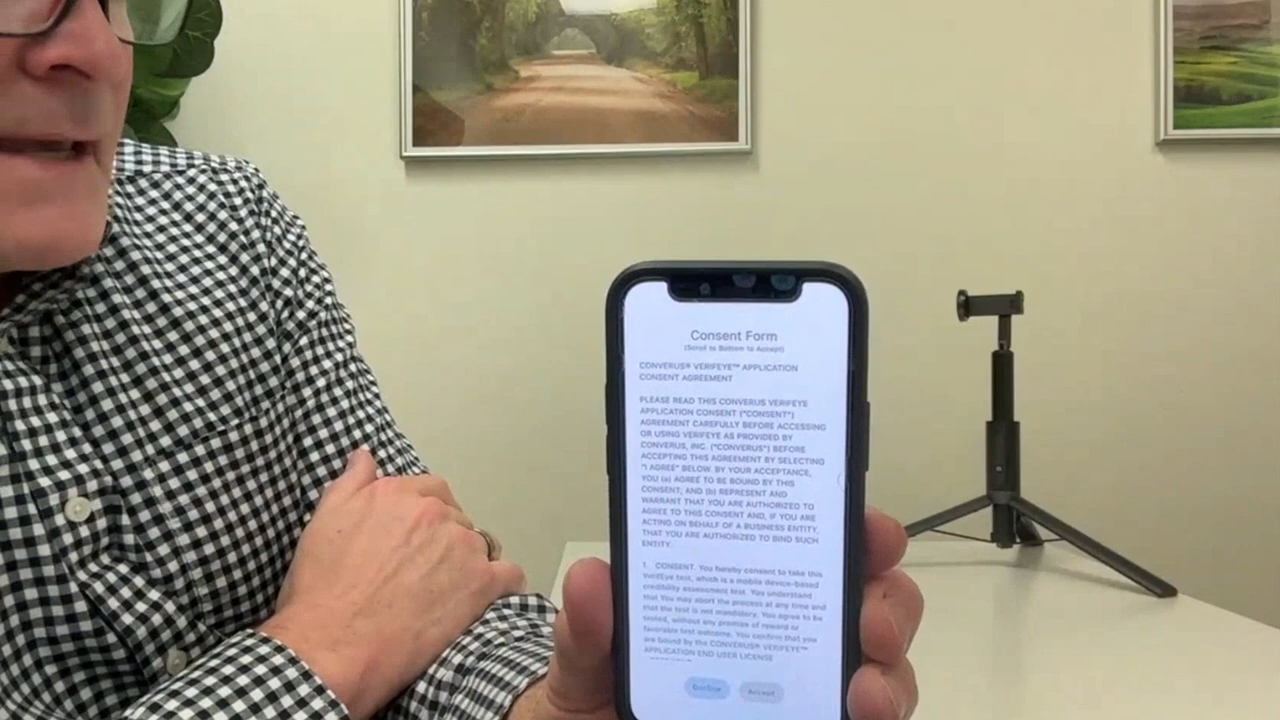 Consent Form
(Scroll to Bottom to Accept)
CONVERUS® VERIFEYE™ APPLICATION
CONSENT AGREEMENT
PLEASE READ THIS CONVERUS VERIFEYE
APPLICATION CONSENT ("CONSENT")
AGREEMENT CAREFULLY BEFORE ACCESSING
OR USING VERIFEYE AS PROVIDED BY
CONVERUS, INC. ("CONVERUS") BEFORE
ACCEPTING THIS AGREEMENT BY SELECTING
"I AGREE" BELOW. BY YOUR ACCEPTANCE,
YOU (a) AGREE TO BE BOUND BY THIS
CONSENT; AND (b) REPRESENT AND
WARRANT THAT YOU ARE AUTHORIZED TO
AGREE TO THIS CONSENT AND, IF YOU ARE
ACTING ON BEHALF OF A BUSINESS ENTITY,
THAT YOU ARE AUTHORIZED TO BIND SUCH
ENTITY.
1. CONSENT. You hereby consent to take this
VerifEye test, which is a mobile device-based
credibility assessment test. You understand
that You may abort the process at any time and
that the test is not mandatory. You agree to be
tested, without any promise of reward or
favorable test outcome. You confirm that you
are bound by the CONVERUS® VERIFEYE™
APPLICATION END USER LICENSE
Decline Accept